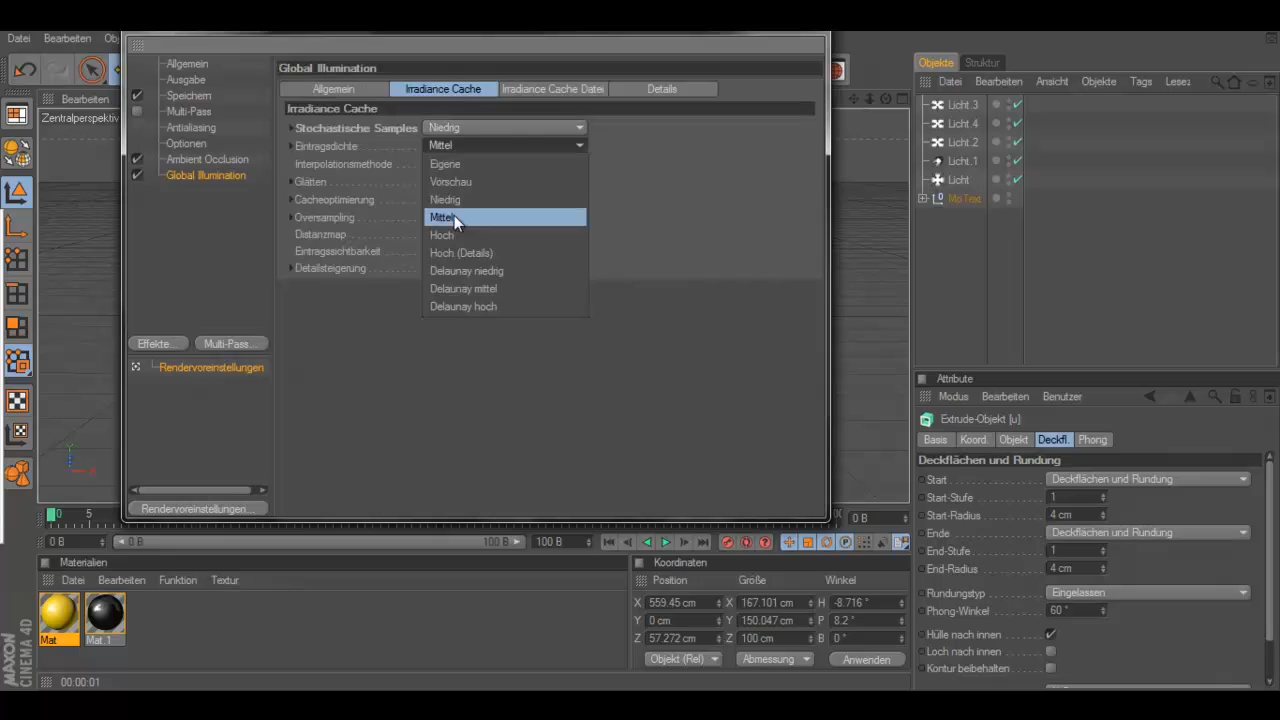 Datei Bearbeiten
Bearbeiten
Zentralperspektiv
Allgemein
Ausgabe
Speichern
Multi-Pass
Antialiasing
Optionen
Ambient Occlusion
Global Illumination
Effekte...
Multi-Pass...
Rendervoreinstellungen
Rendervoreinstellungen...
Global Illumination
Allgemein Irradiance Cache Irradiance Cache Datei Details
Irradiance Cache
Stochastische Samples Niedrig
Eintragsdichte Mittel
Interpolationsmethode
Glätten
Cacheoptimierung
Oversampling
Distanzmap
Eintragssichtbarkeit
Detailsteigerung
Eigene
Vorschau
Niedrig
Mittel
Hoch
Hoch (Details)
Delaunay niedrig
Delaunay mittel
Delaunay hoch
Objekte Struktur
Datei Bearbeiten Ansicht Objekte Tags Lesez
Licht.3
Licht.4
Licht.2
Licht.1
Licht
MoText
Attribute
Modus Bearbeiten Benutzer
Extrude-Objekt [u]
Basis Koord. Objekt Deckfl. Phong
Deckflächen und Rundung
Start Deckflächen und Rundung
Start-Stufe 1
Start-Radius 4 cm
Ende Deckflächen und Rundung
End-Stufe 1
End-Radius 4 cm
Rundungstyp Eingelassen
Phong-Winkel 60 °
Hülle nach innen
Loch nach innen
Kontur beibehalten
0 5
0 B
0 B
0 B
100 B
100 B
Materialien
Datei Bearbeiten Funktion Textur
Mat
Mat.1
Koordinaten
Position Größe Winkel
X 559.45 cm X 167.101 cm H -8.716 °
Y 0 cm Y 150.047 cm P 8.2 °
Z 57.272 cm Z 100 cm B 0 °
Objekt (Rel) Abmessung Anwenden
00:00:01
MAXON
CINEMA 4D